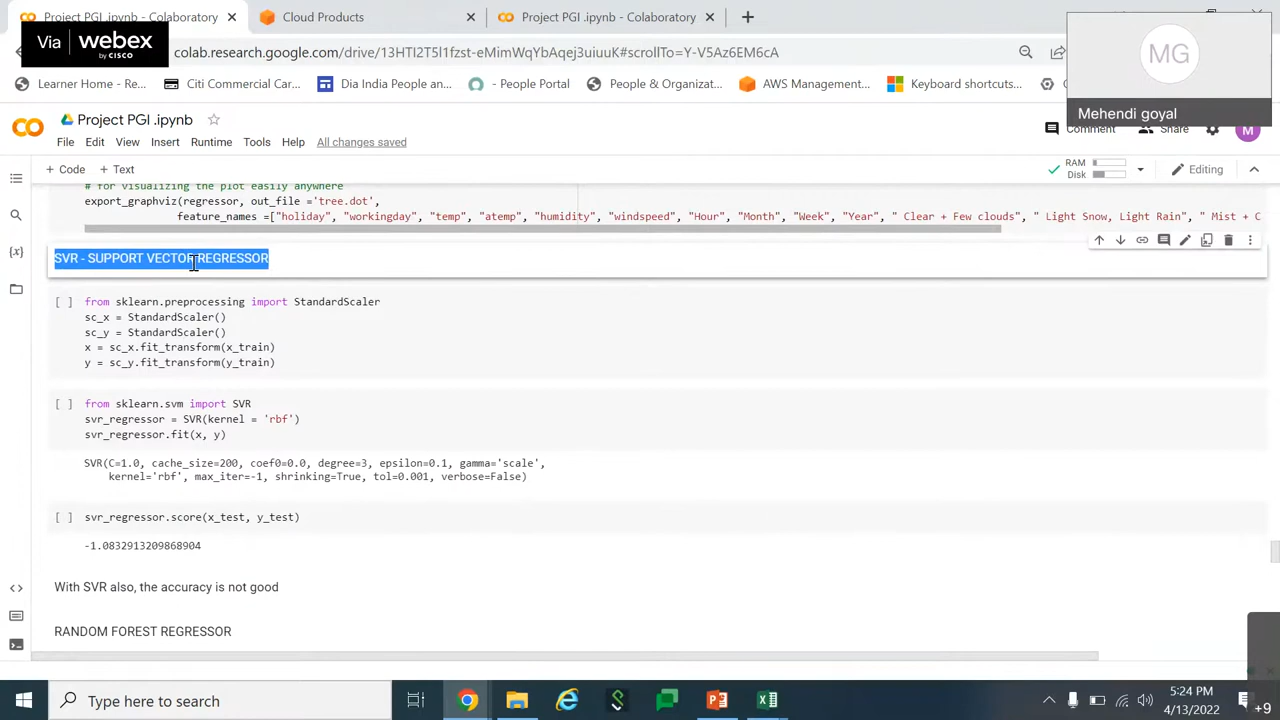 Project PGI .ipynb - Colaboratory
Cloud Products
Project PGI .ipynb - Colaboratory
Via webex by CISCO
colab.research.google.com/drive/13HTI2T5l1fzst-eMimWqYbAqej3uiuuK#scrollTo=Y-V5Az6EM6cA
Learner Home - Re...
Citi Commercial Car...
Dia India People an...
- People Portal
People & Organizat...
AWS Management...
Keyboard shortcuts...
MG
Mehendi goyal
Project PGI .ipynb
Comment
Share
M
File Edit View Insert Runtime Tools Help All changes saved
+ Code + Text
RAM
Disk
Editing
# for visualizing the plot easily anywhere
export_graphviz(regressor, out_file ='tree.dot',
feature_names =["holiday", "workingday", "temp", "atemp", "humidity", "windspeed", "Hour", "Month", "Week", "Year", " Clear + Few clouds", " Light Snow, Light Rain", " Mist + C
SVR - SUPPORT VECTOR REGRESSOR
[ ] from sklearn.preprocessing import StandardScaler
sc_x = StandardScaler()
sc_y = StandardScaler()
x = sc_x.fit_transform(x_train)
y = sc_y.fit_transform(y_train)
[ ] from sklearn.svm import SVR
svr_regressor = SVR(kernel = 'rbf')
svr_regressor.fit(x, y)
SVR(C=1.0, cache_size=200, coef0=0.0, degree=3, epsilon=0.1, gamma='scale',
kernel='rbf', max_iter=-1, shrinking=True, tol=0.001, verbose=False)
[ ] svr_regressor.score(x_test, y_test)
-1.0832913209868904
With SVR also, the accuracy is not good
RANDOM FOREST REGRESSOR
Type here to search
5:24 PM
4/13/2022
+9